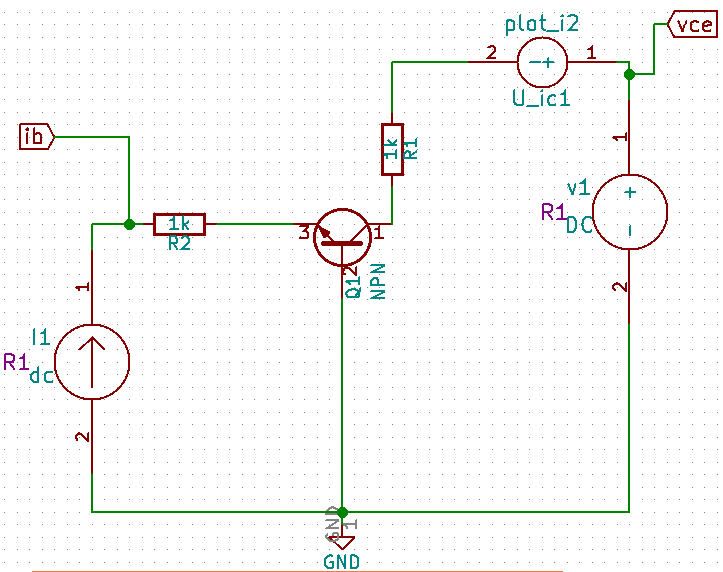 plot_i2
vce
2
1
-+
U_ic1
ib
1k
R1
1
1k
R2
3
1
v1
+
R1
DC
-
2
Q1
NPN
1
2
I1
R1
dc
2
GND
1
GND